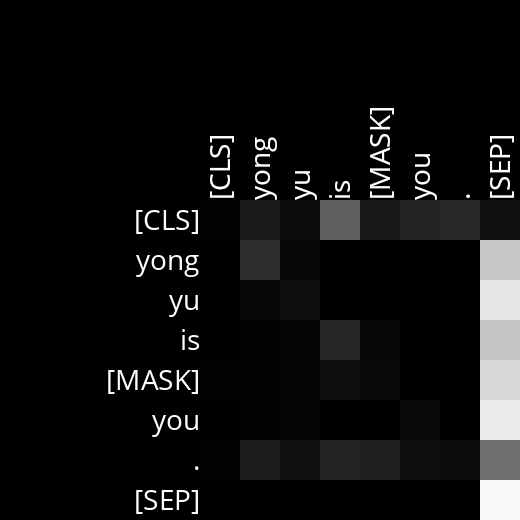 [CLS] yong yu is [MASK] you . [SEP]
[CLS]
yong
yu
is
[MASK]
you
.
[SEP]